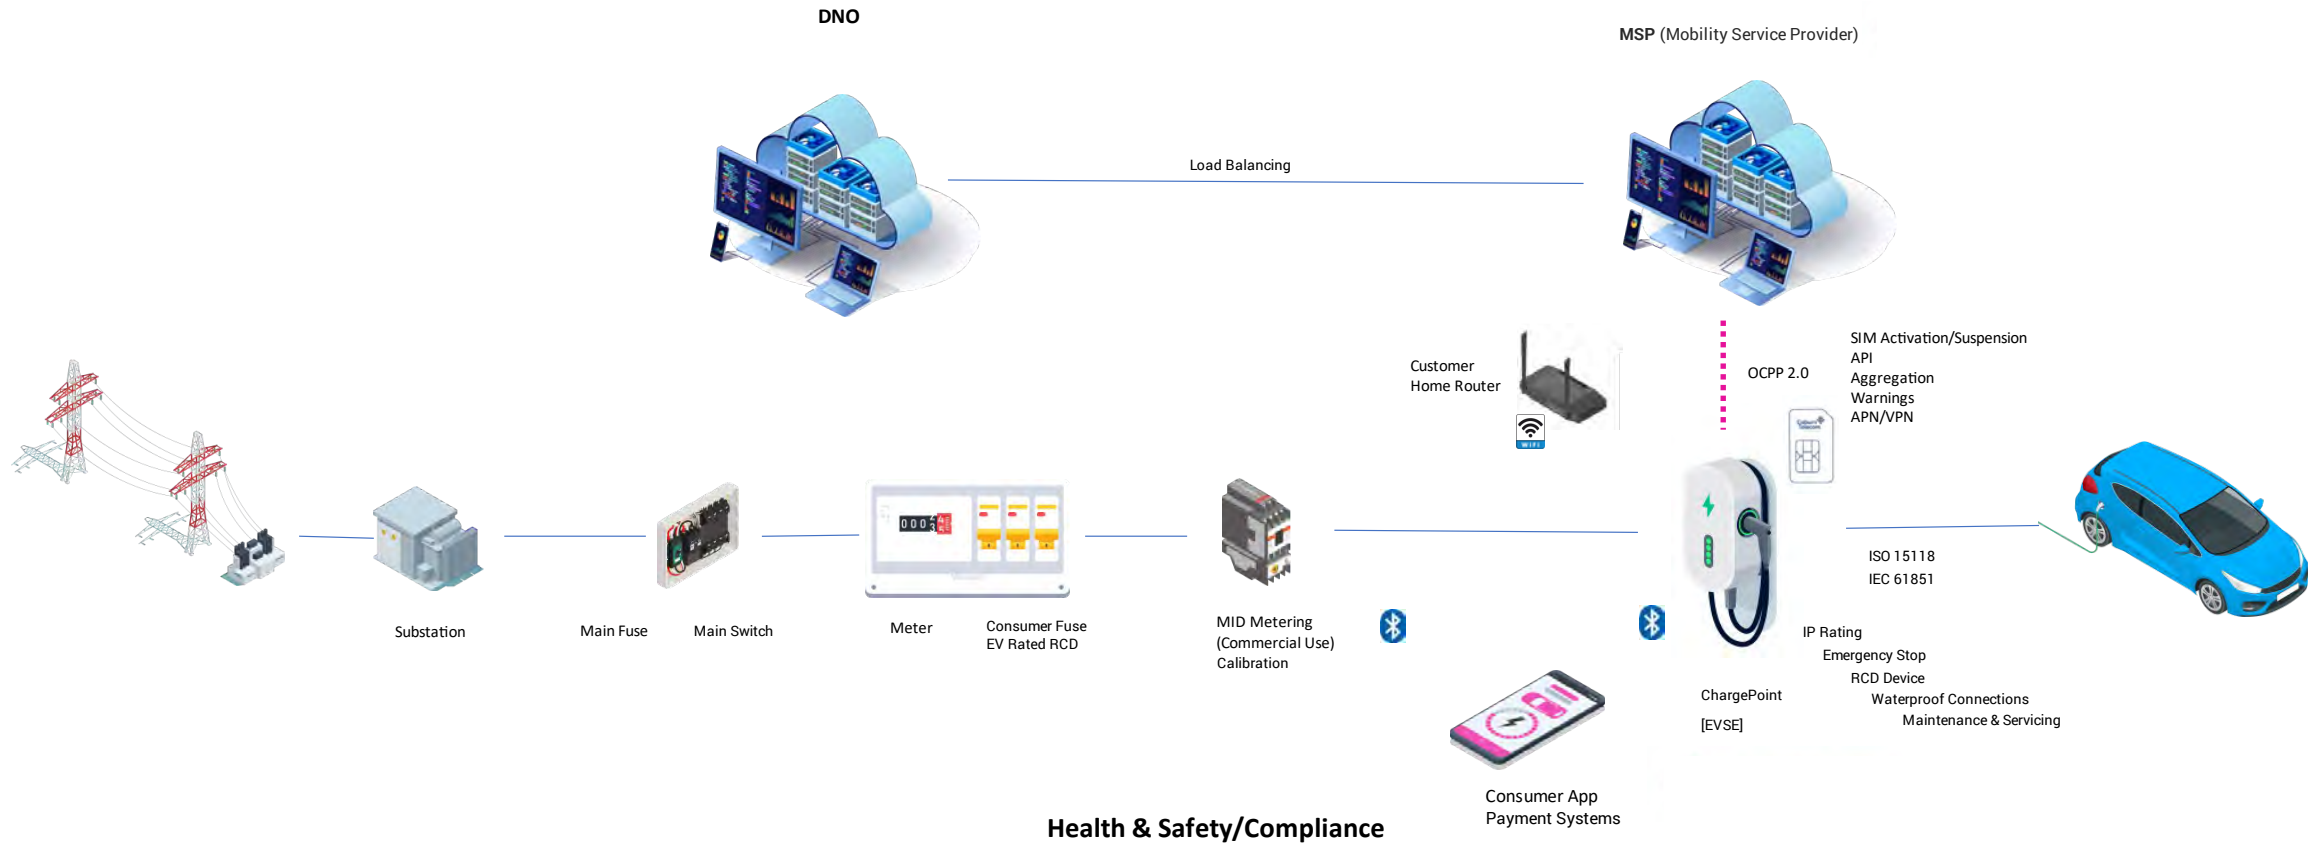 DNO
MSP (Mobility Service Provider)
Load Balancing
SIM Activation/Suspension
API
Aggregation
Warnings
APN/VPN
Customer
Home Router
OCPP 2.0
WIFI
ISO 15118
IEC 61851
Substation
Main Fuse
Main Switch
Meter
Consumer Fuse
EV Rated RCD
MID Metering
(Commercial Use)
Calibration
IP Rating
Emergency Stop
RCD Device
Waterproof Connections
Maintenance & Servicing
ChargePoint
[EVSE]
Consumer App
Payment Systems
Health & Safety/Compliance